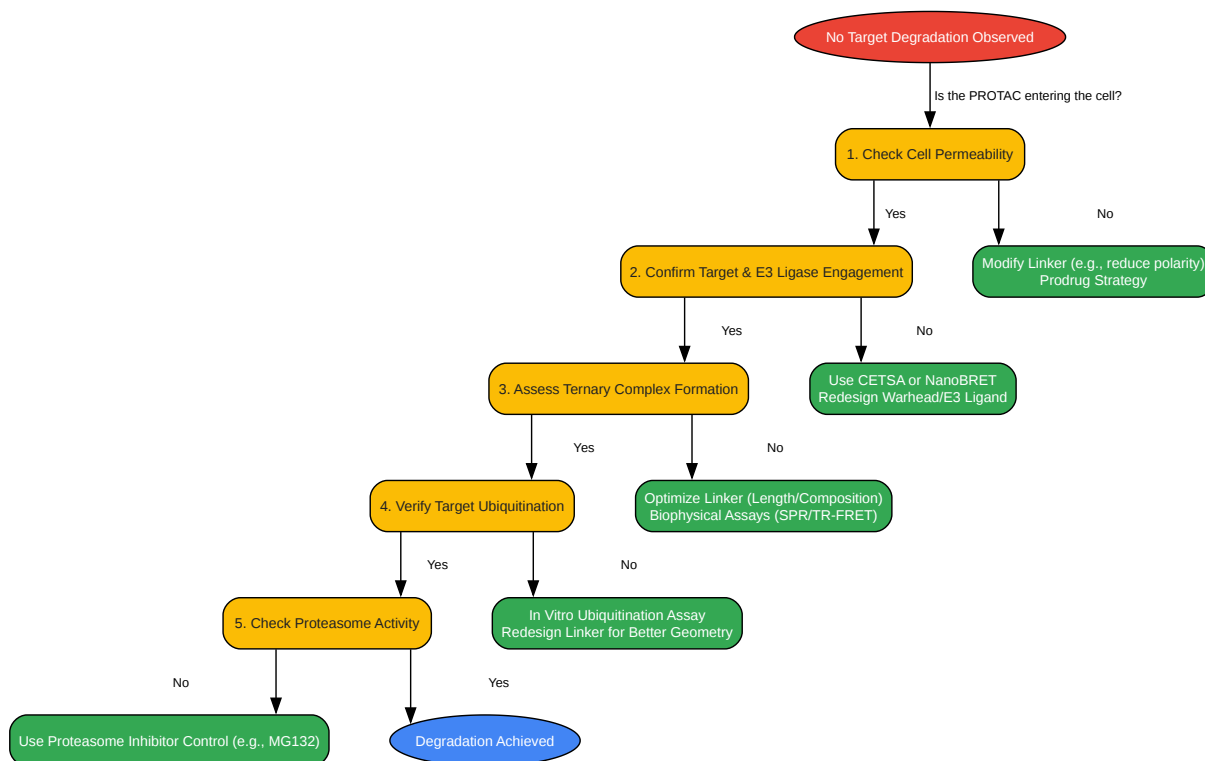 No Target Degradation Observed
Is the PROTAC entering the cell?
1. Check Cell Permeability
Yes
No
2. Confirm Target & E3 Ligase Engagement
Modify Linker (e.g., reduce polarity)
Prodrug Strategy
Yes
No
3. Assess Ternary Complex Formation
Use CETSA or NanoBRET
Redesign Warhead/E3 Ligand
Yes
No
4. Verify Target Ubiquitination
Optimize Linker (Length/Composition)
Biophysical Assays (SPR/TR-FRET)
Yes
No
5. Check Proteasome Activity
In Vitro Ubiquitination Assay
Redesign Linker for Better Geometry
No
Yes
Use Proteasome Inhibitor Control (e.g., MG132)
Degradation Achieved